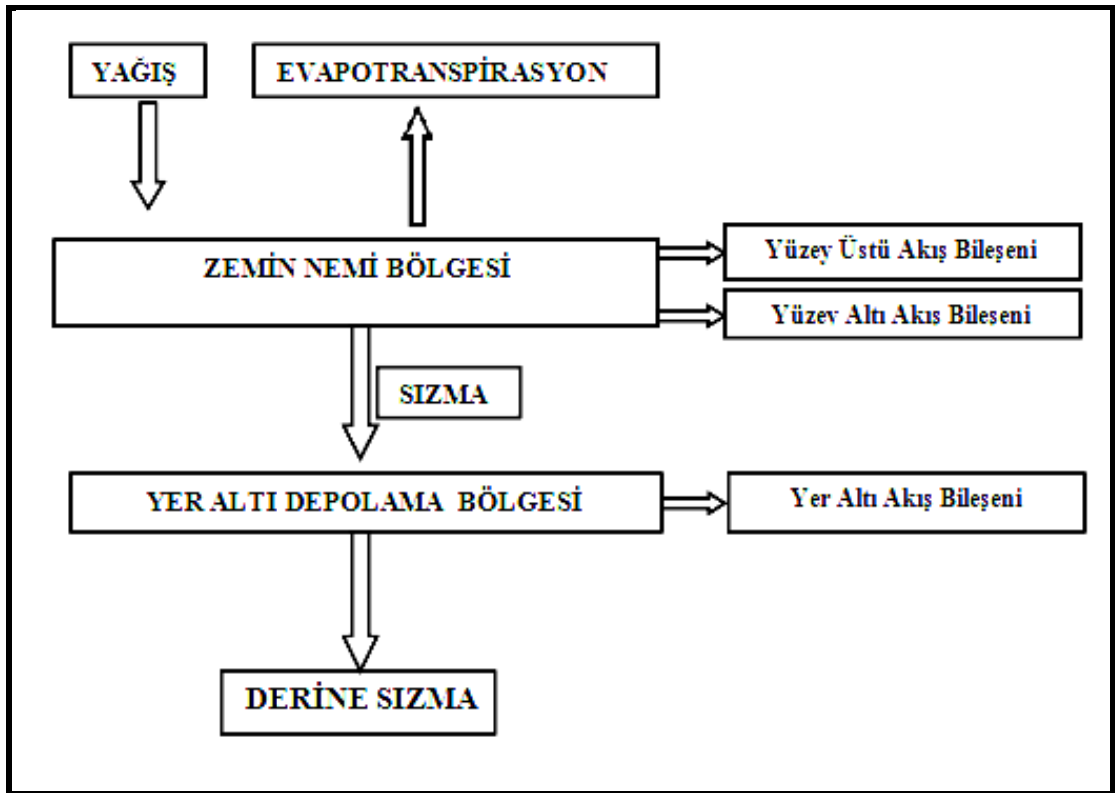 YAĞIŞ
EVAPOTRANSPİRASYON
ZEMİN NEMİ BÖLGESİ
Yüzey Üstü Akış Bileşeni
Yüzev Altı Akış Bileşeni
SIZMA
YER ALTI DEPOLAMA BÖLGESİ
Yer Altı Akış Bileşeni
DERİNE SIZMA